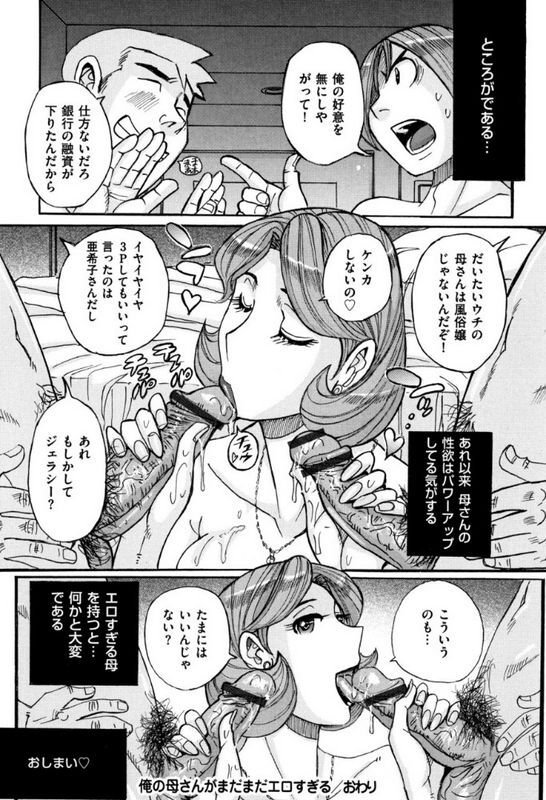 ところがである…
俺の好意を
無にしや
がって！
仕方ないだろ
銀行の融資が
下りたんだから
だいたいウチの
母さんは風俗嬢
じゃないんだぞ！
ケンカ
しないの♡
イヤイヤイヤ
３Ｐしてもいいって
言ったのは
亜希子さんだし
あれ
もしかして
ジェラシー？
あれ以来 母さんの
性欲はパワーアップ
してる気がする
こういう
のも…
たまには
いいんじゃ
ない？
エロすぎる母
を持つと…
何かと大変
である
おしまい♡
俺の母さんがまだまだエロすぎる／おわり